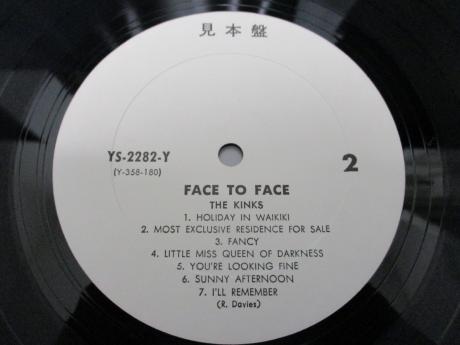 見本盤
YS-2282-Y
(Y-358-180)
2
FACE TO FACE
THE KINKS
1. HOLIDAY IN WAIKIKI
2. MOST EXCLUSIVE RESIDENCE FOR SALE
3. FANCY
4. LITTLE MISS QUEEN OF DARKNESS
5. YOU'RE LOOKING FINE
6. SUNNY AFTERNOON
7. I'LL REMEMBER
(R. Davies)